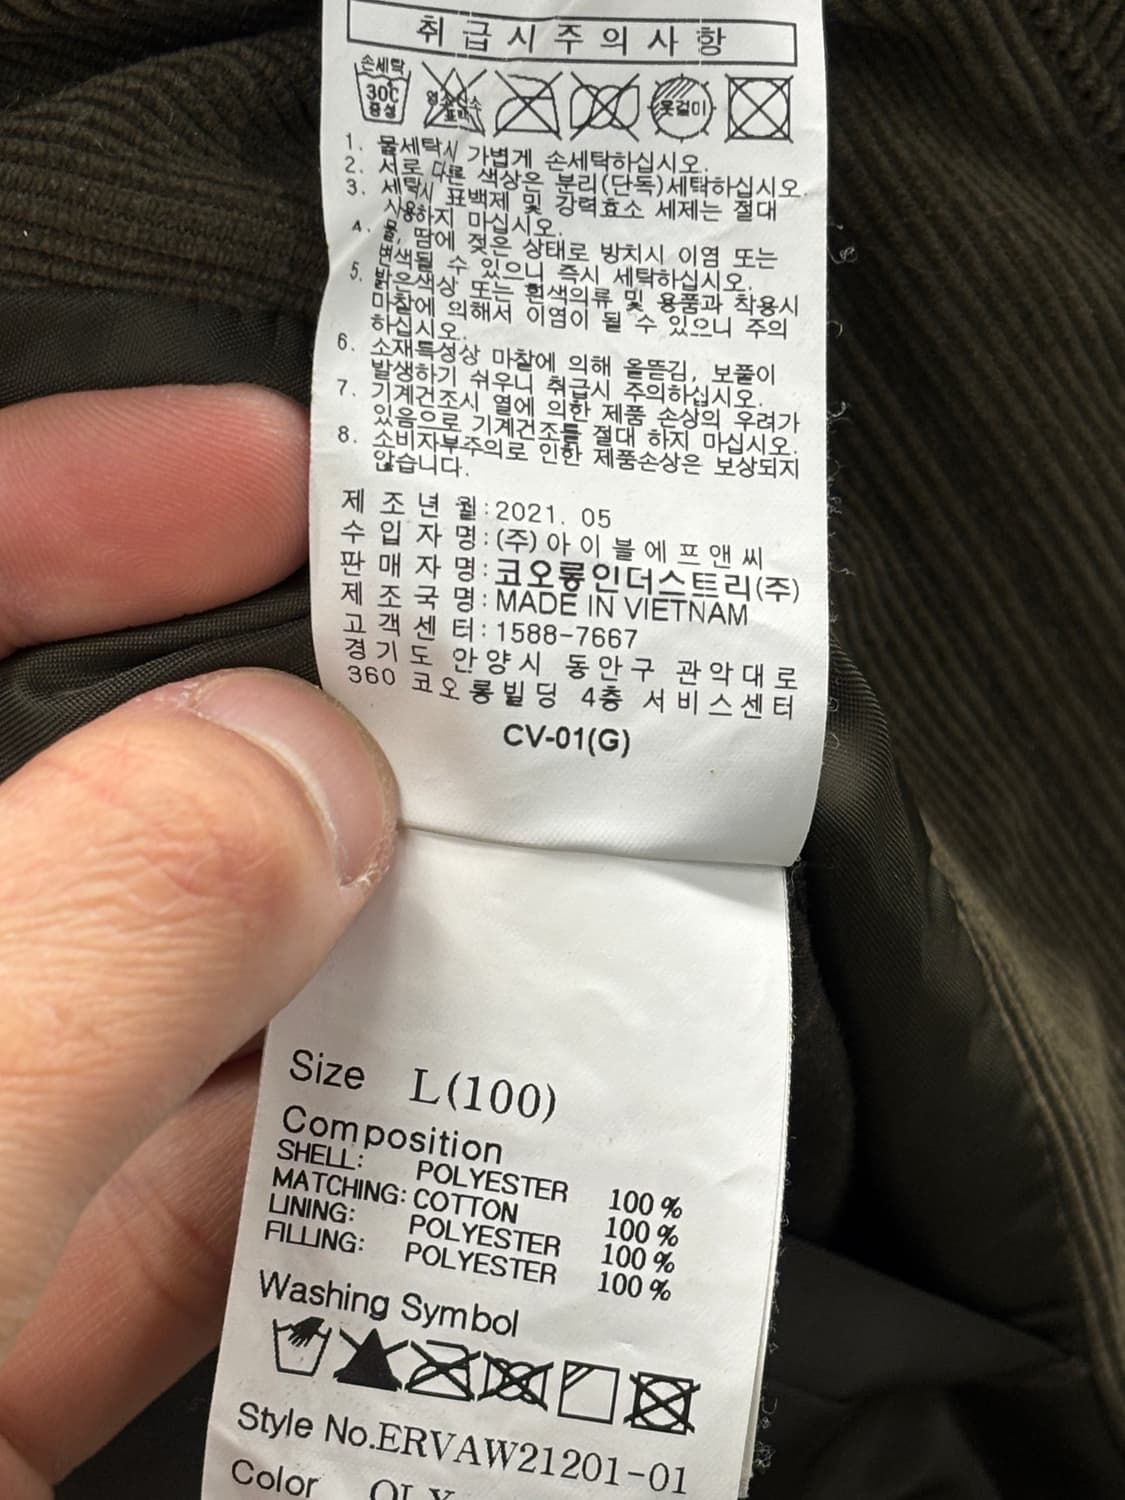 취급시주의사항
손세탁
30℃
중성
염소산소
표백
옷걸이
1. 물세탁시 가볍게 손세탁하십시오.
2. 서로 다른 색상은 분리(단독)세탁하십시오.
3. 세탁시 표백제 및 강력효소 세제는 절대
사용하지 마십시오.
4. 물, 땀에 젖은 상태로 방치시 이염 또는
변색될 수 있으니 즉시 세탁하십시오.
5. 밝은색상 또는 흰색의류 및 용품과 착용시
마찰에 의해서 이염이 될 수 있으니 주의
하십시오.
6. 소재특성상 마찰에 의해 올뜯김, 보풀이
발생하기 쉬우니 취급시 주의하십시오.
7. 기계건조시 열에 의한 제품 손상의 우려가
있음으로 기계건조를 절대 하지 마십시오.
8. 소비자부주의로 인한 제품손상은 보상되지
않습니다.
제조년월:2021. 05
수입자명:(주)아이블에프앤씨
판매자명:코오롱인더스트리(주)
제조국명:MADE IN VIETNAM
고객센터:1588-7667
경기도 안양시 동안구 관악대로
360 코오롱빌딩 4층 서비스센터
CV-01(G)
Size L(100)
Composition
SHELL: POLYESTER 100%
MATCHING: COTTON 100%
LINING: POLYESTER 100%
FILLING: POLYESTER 100%
Washing Symbol
Style No.ERVAW21201-01
Color